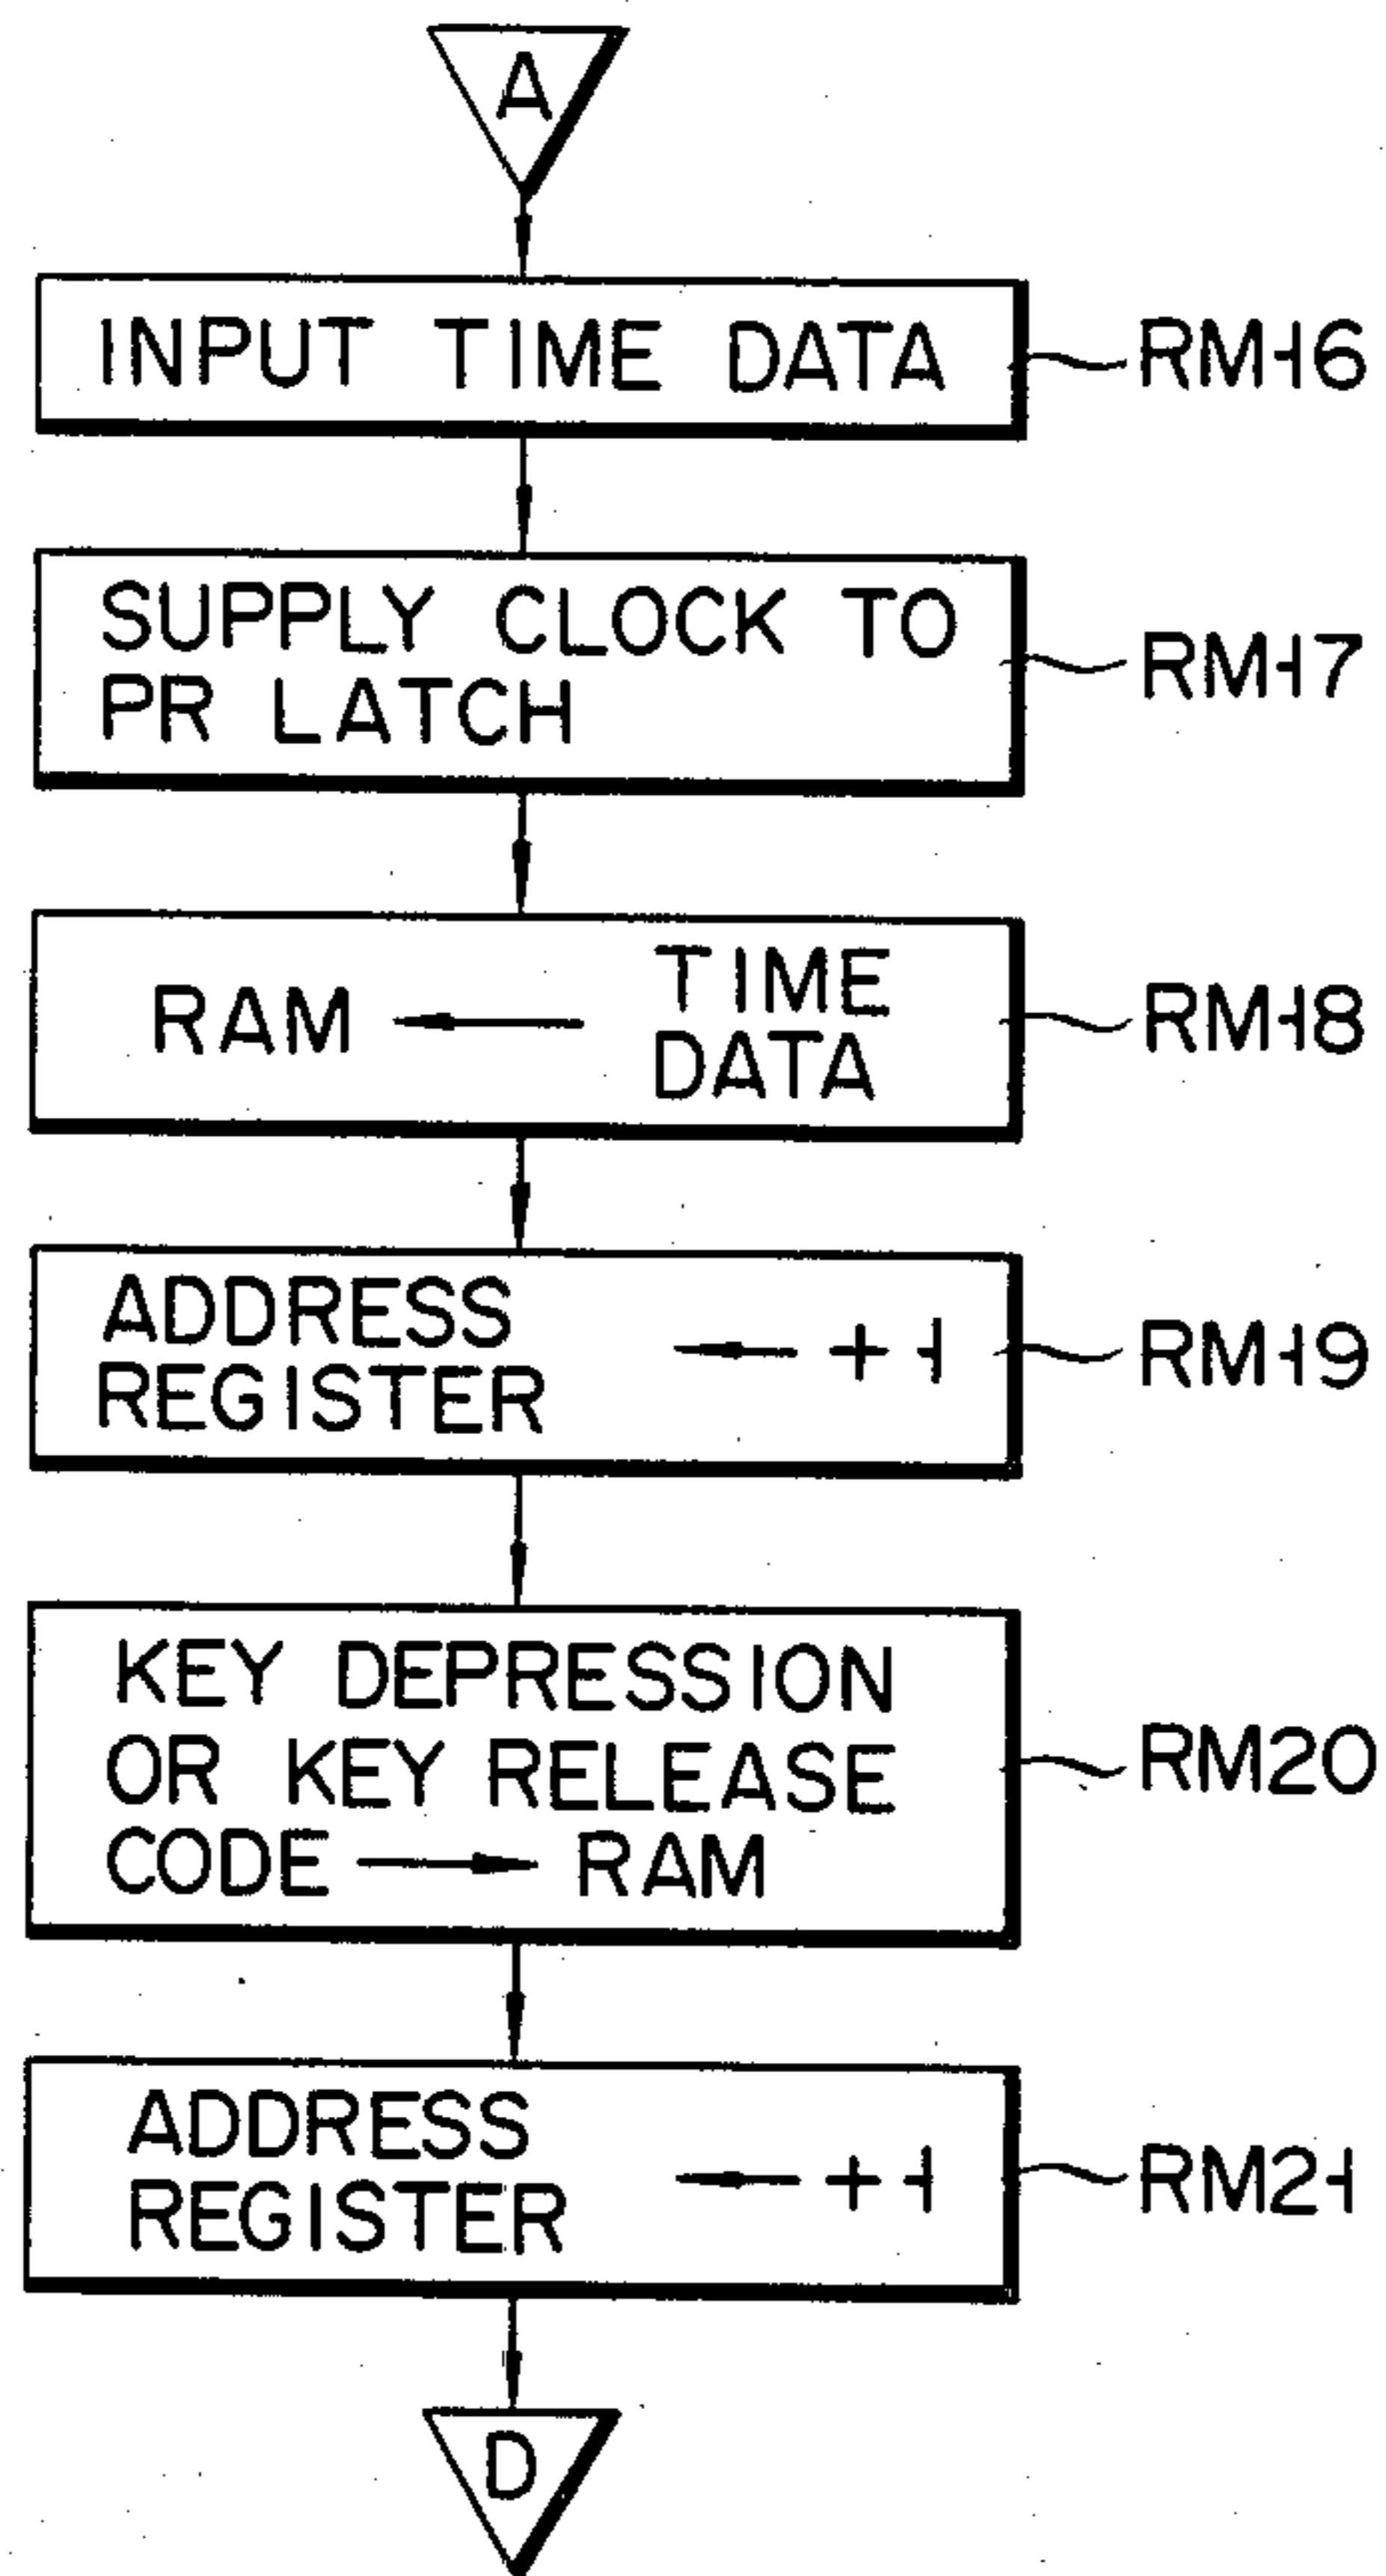 A
INPUT TIME DATA
RM16
SUPPLY CLOCK TO
PR LATCH
RM17
RAM ← TIME
DATA
RM18
ADDRESS
REGISTER ← +1
RM19
KEY DEPRESSION
OR KEY RELEASE
CODE → RAM
RM20
ADDRESS
REGISTER ← +1
RM21
D